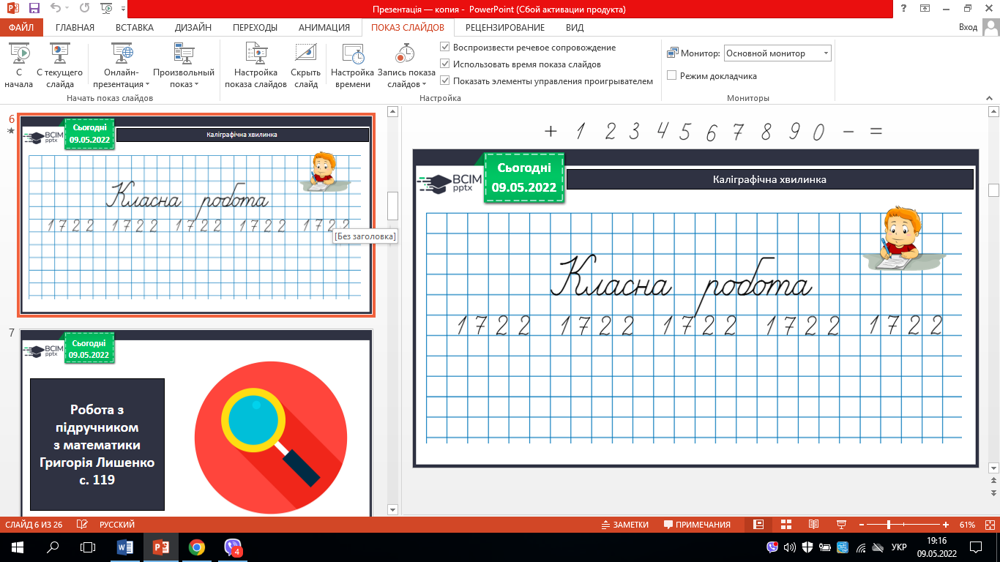 Презентація — копия - PowerPoint (Сбой активации продукта)
ФАЙЛ ГЛАВНАЯ ВСТАВКА ДИЗАЙН ПЕРЕХОДЫ АНИМАЦИЯ ПОКАЗ СЛАЙДОВ РЕЦЕНЗИРОВАНИЕ ВИД Вход
С начала
С текущего слайда
Онлайн-презентация
Произвольный показ
Начать показ слайдов
Настройка показа слайдов
Скрыть слайд
Настройка времени
Запись показа слайдов
Воспроизвести речевое сопровождение
Использовать время показа слайдов
Показать элементы управления проигрывателем
Настройка
Монитор: Основной монитор
Режим докладчика
Мониторы
6
ВСІМ pptx
Сьогодні
09.05.2022
Каліграфічна хвилинка
Класна робота
1722 1722 1722 1722 1722
[Без заголовка]
7
ВСІМ pptx
Сьогодні
09.05.2022
Робота з
підручником
з математики
Григорія Лишенко
с. 119
+ 1 2 3 4 5 6 7 8 9 0 − =
ВСІМ pptx
Сьогодні
09.05.2022
Каліграфічна хвилинка
Класна робота
1722 1722 1722 1722 1722
СЛАЙД 6 ИЗ 26 РУССКИЙ ЗАМЕТКИ ПРИМЕЧАНИЯ 61%
4
УКР
19:16
09.05.2022